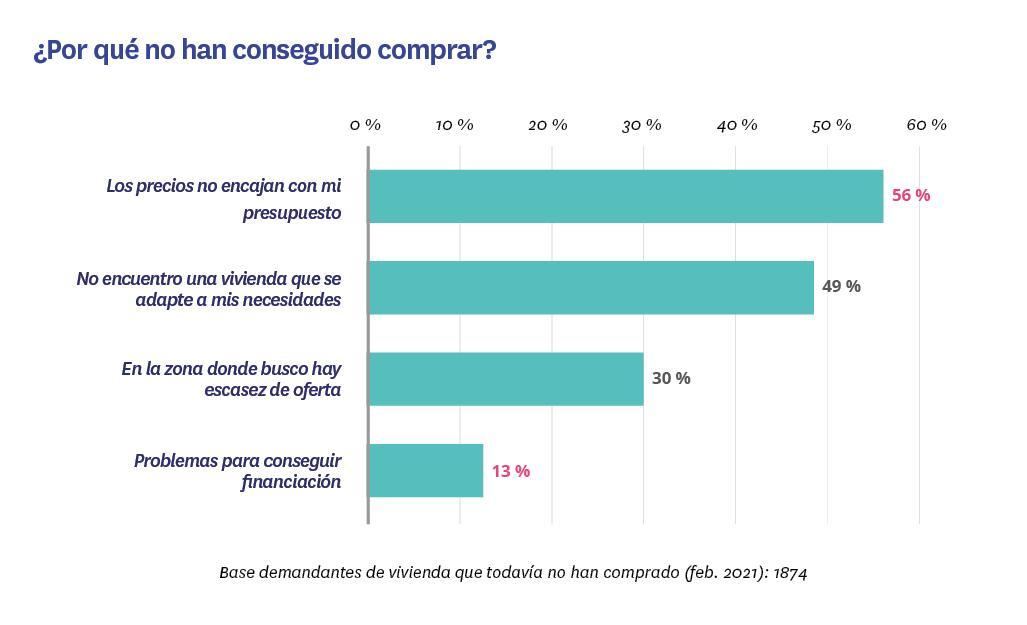 ¿Por qué no han conseguido comprar?
0 % 10 % 20 % 30 % 40 % 50 % 60 %
Los precios no encajan con mi
presupuesto
56 %
No encuentro una vivienda que se
adapte a mis necesidades
49 %
En la zona donde busco hay
escasez de oferta
30 %
Problemas para conseguir
financiación
13 %
Base demandantes de vivienda que todavía no han comprado (feb. 2021): 1874